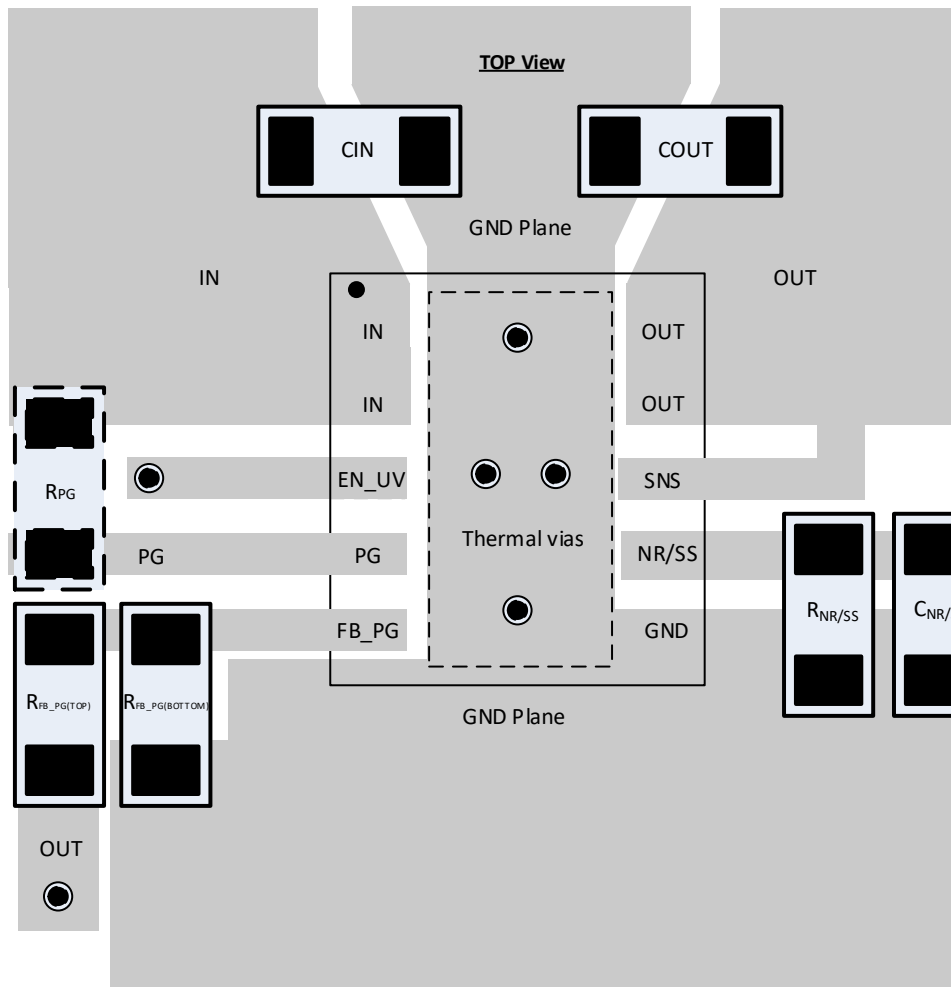 TOP View
CIN
COUT
GND Plane
IN
OUT
IN
OUT
IN
OUT
RPG
EN_UV
SNS
PG
PG
Thermal vias
NR/SS
FB_PG
GND
RNR/SS
CNR/
RFB_PG(TOP)
RFB_PG(BOTTOM)
GND Plane
OUT